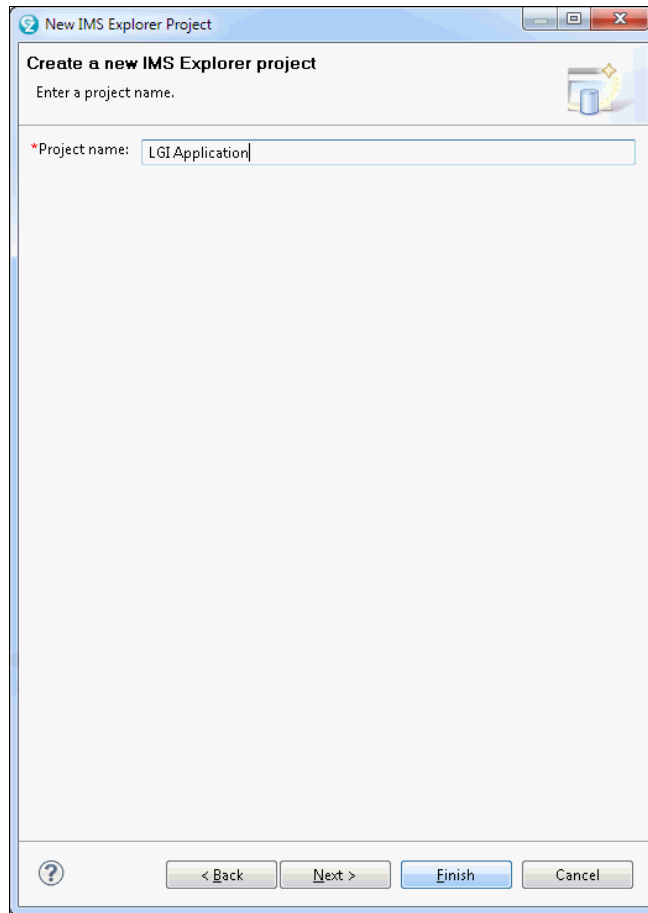 New IMS Explorer Project
Create a new IMS Explorer project
Enter a project name.
*Project name: LGI Application
? < Back Next > Finish Cancel